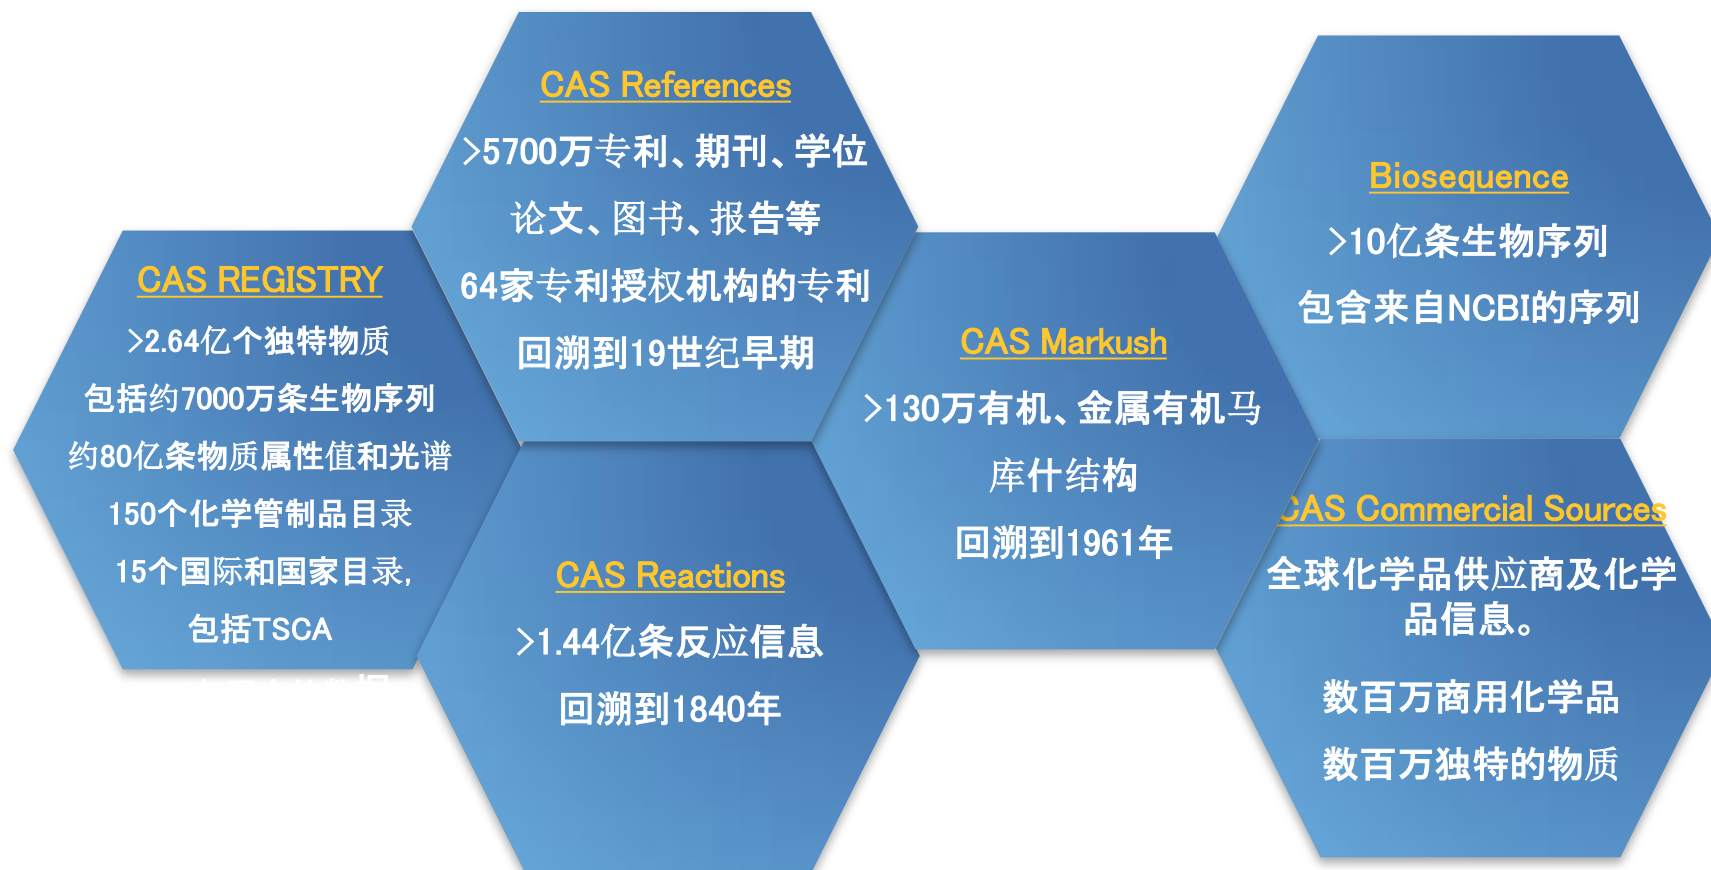 CAS References
>5700万专利、期刊、学位
论文、图书、报告等
64家专利授权机构的专利
回溯到19世纪早期
CAS REGISTRY
>2.64亿个独特物质
包括约7000万条生物序列
约80亿条物质属性值和光谱
150个化学管制品目录
15个国际和国家目录,
包括TSCA
CAS Reactions
>1.44亿条反应信息
回溯到1840年
CAS Markush
>130万有机、金属有机马
库什结构
回溯到1961年
Biosequence
>10亿条生物序列
包含来自NCBI的序列
CAS Commercial Sources
全球化学品供应商及化学
品信息。
数百万商用化学品
数百万独特的物质